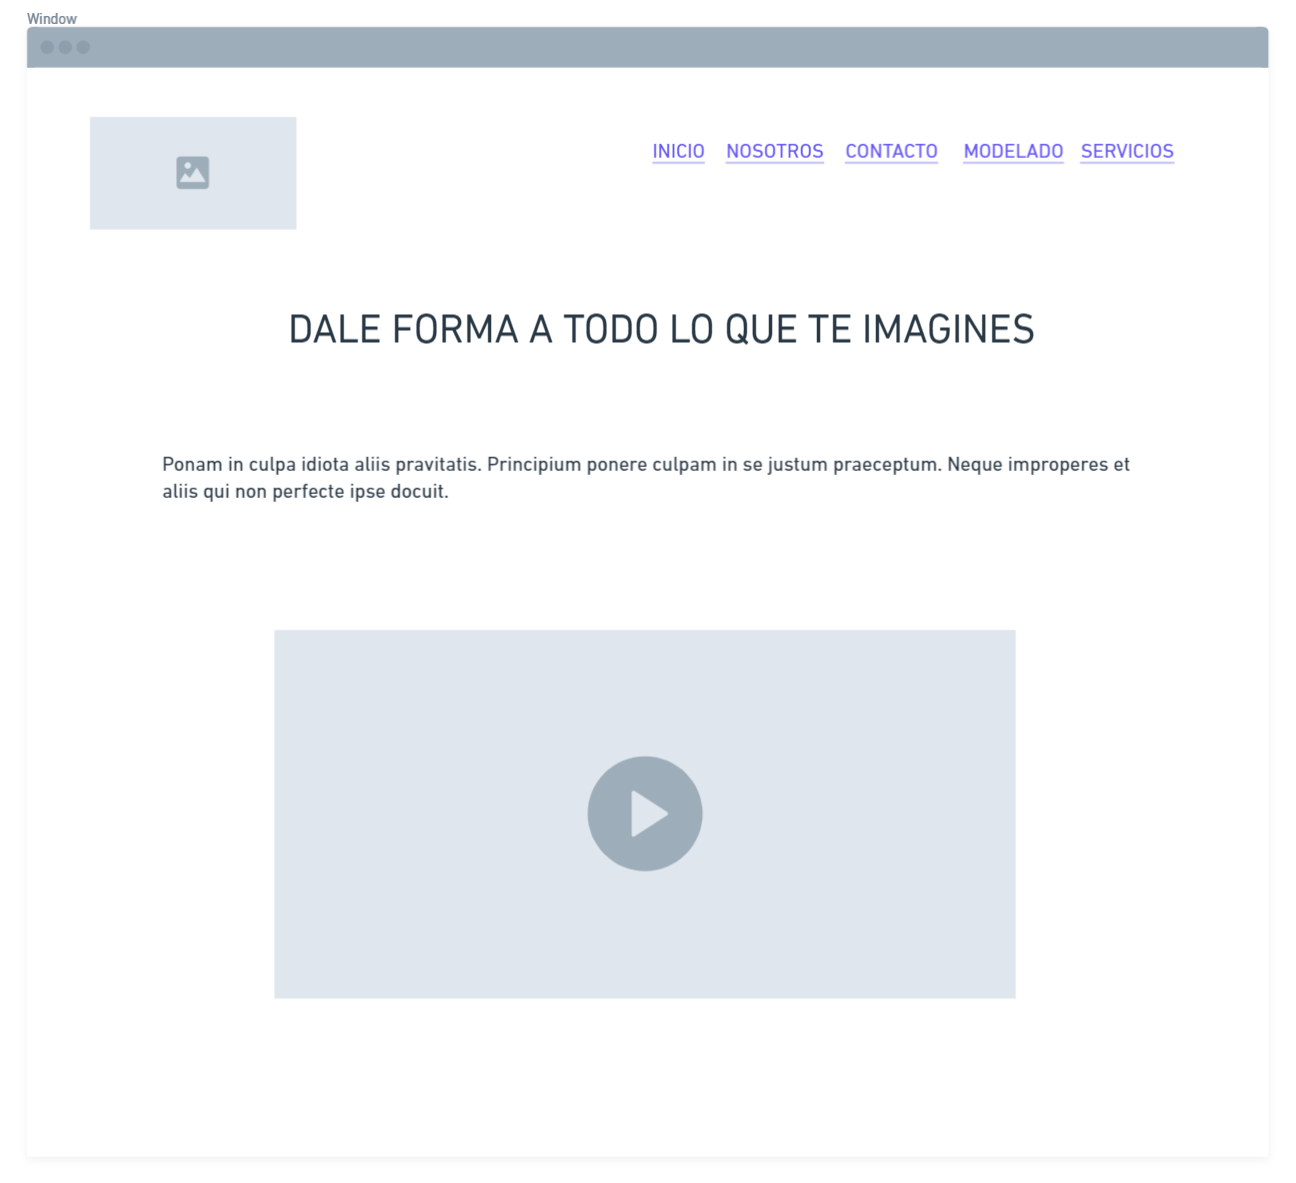 Window
INICIO NOSOTROS CONTACTO MODELADO SERVICIOS
DALE FORMA A TODO LO QUE TE IMAGINES
Ponam in culpa idiota aliis pravitatis. Principium ponere culpam in se justum praeceptum. Neque improperes et
aliis qui non perfecte ipse docuit.